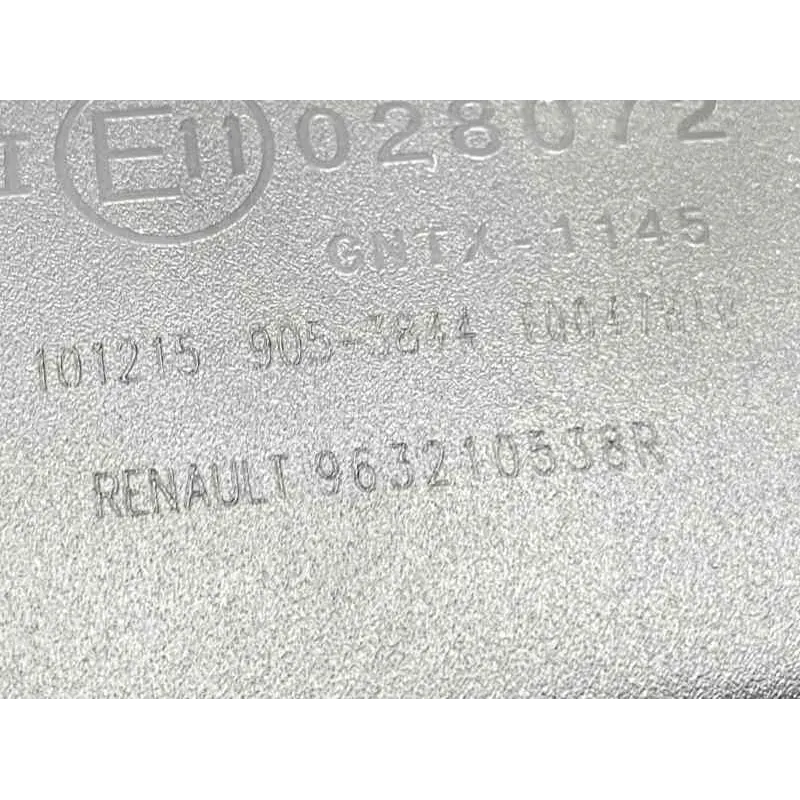 I E11 028072
GNTX-1145
101215 905-3844
RENAULT 963210538R